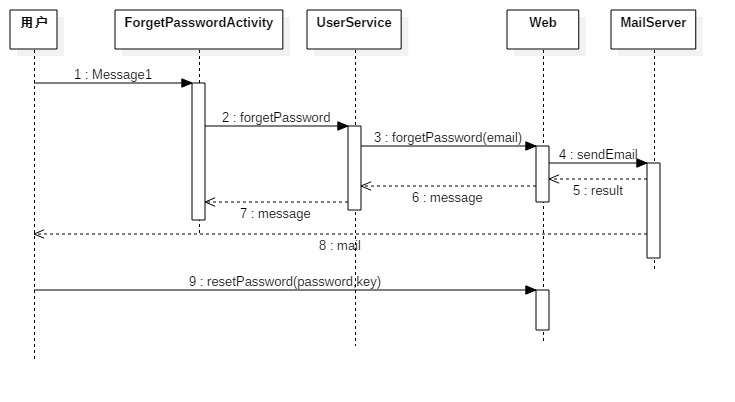 用户
ForgetPasswordActivity
UserService
Web
MailServer
1 : Message1
2 : forgetPassword
3 : forgetPassword(email)
4 : sendEmail
5 : result
6 : message
7 : message
8 : mail
9 : resetPassword(password,key)